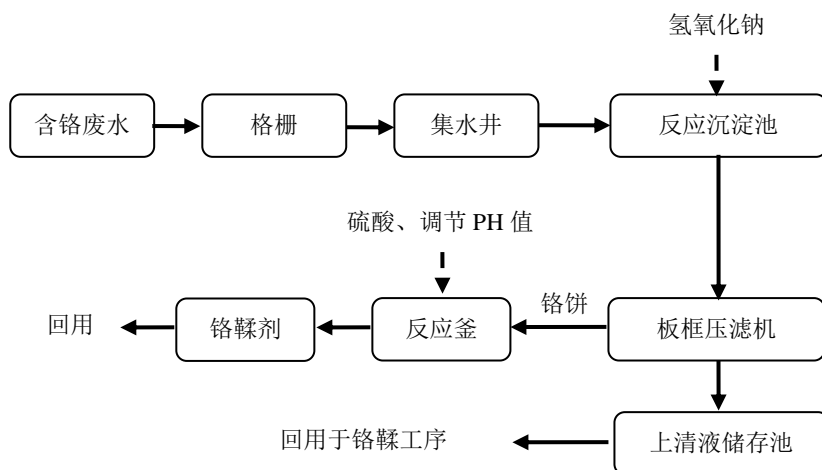 氢氧化钠
含铬废水
格栅
集水井
反应沉淀池
硫酸、调节 PH 值
铬饼
回用
铬鞣剂
反应釜
板框压滤机
回用于铬鞣工序
上清液储存池